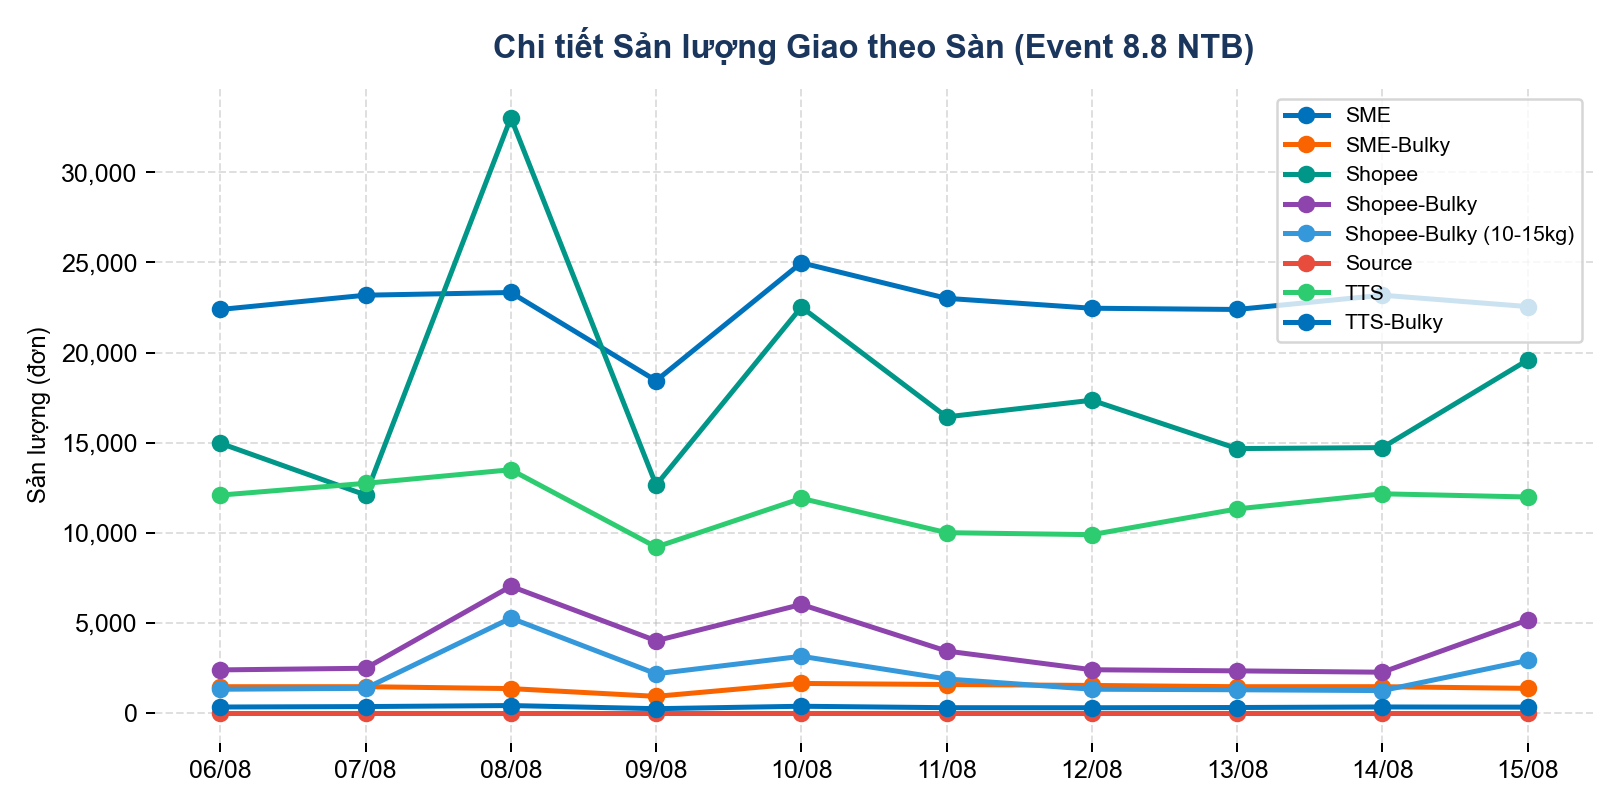 Chi tiết Sản lượng Giao theo Sàn (Event 8.8 NTB)
SME
SME-Bulky
Shopee
Shopee-Bulky
Shopee-Bulky (10-15kg)
Source
TTS
TTS-Bulky
Sản lượng (đơn)
30,000
25,000
20,000
15,000
10,000
5,000
0
06/08 07/08 08/08 09/08 10/08 11/08 12/08 13/08 14/08 15/08